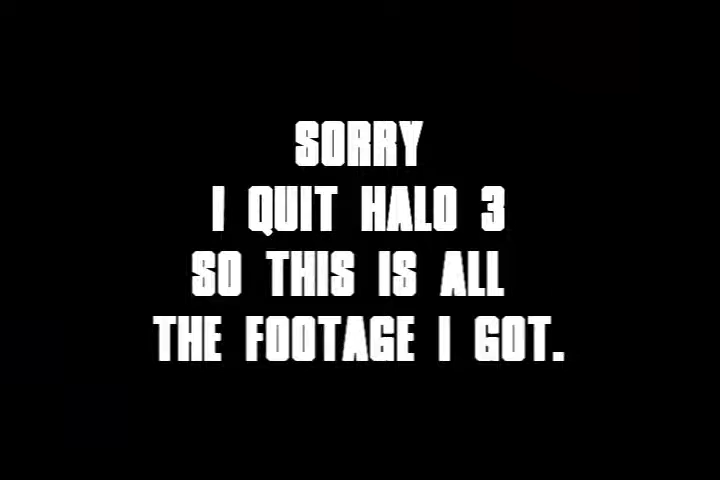 SORRY
I QUIT HALO 3
SO THIS IS ALL
THE FOOTAGE I GOT.